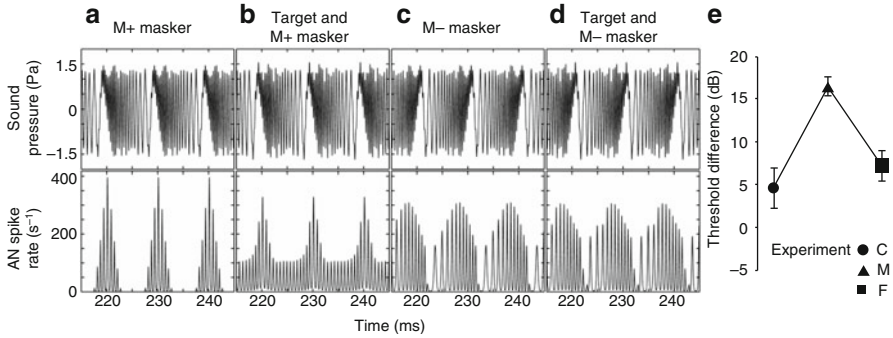 a
M+ masker
b
Target and
M+ masker
c
M– masker
d
Target and
M– masker
e
Sound
pressure (Pa)
1.5
0
–1.5
AN spike
rate (s⁻¹)
400
200
0
220 230 240
220 230 240
220 230 240
220 230 240
Time (ms)
Threshold difference (dB)
20
15
10
5
0
–5
Experiment C
M
F